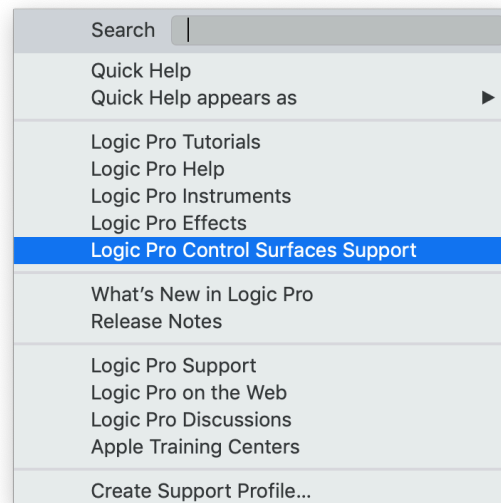 Search
Quick Help
Quick Help appears as
Logic Pro Tutorials
Logic Pro Help
Logic Pro Instruments
Logic Pro Effects
Logic Pro Control Surfaces Support
What's New in Logic Pro
Release Notes
Logic Pro Support
Logic Pro on the Web
Logic Pro Discussions
Apple Training Centers
Create Support Profile...